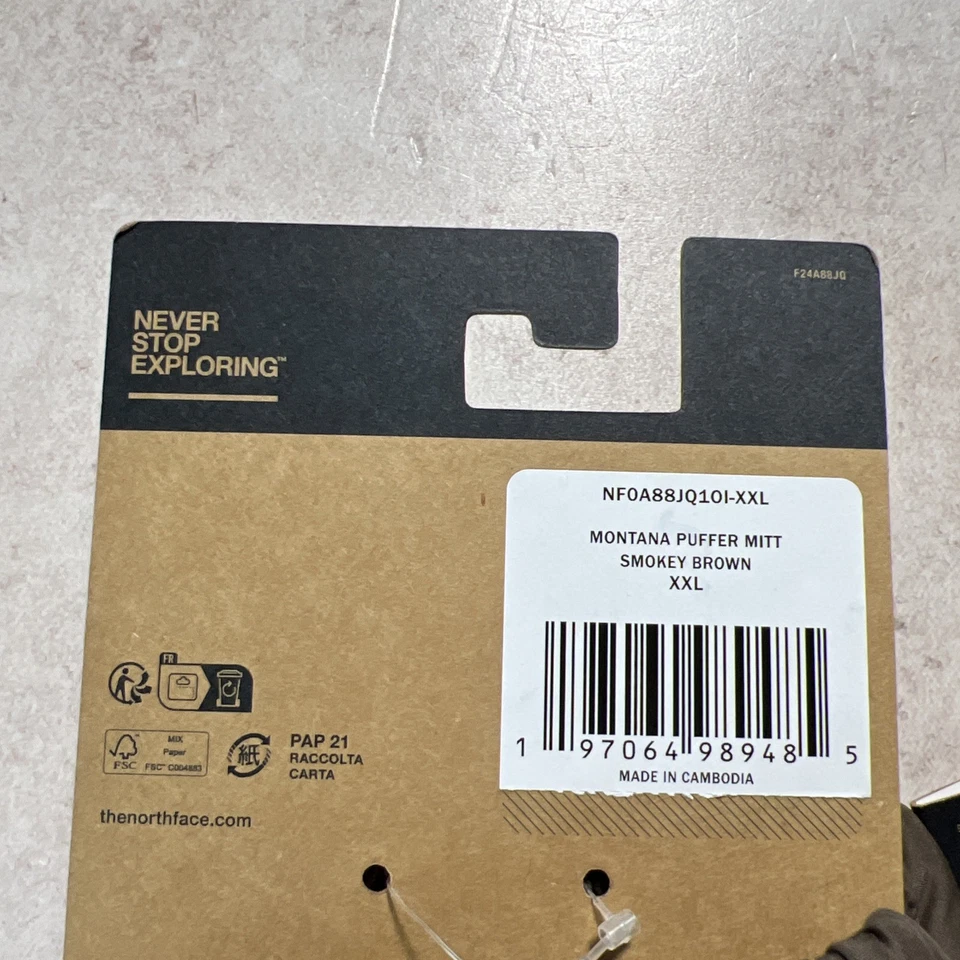 F24A88JQ
NEVER
STOP
EXPLORING™
NF0A88JQ10I-XXL
MONTANA PUFFER MITT
SMOKEY BROWN
XXL
1 97064 98948 5
MADE IN CAMBODIA
FR
MIX
Paper
FSC
FSC™ C004883
紙
PAP 21
RACCOLTA
CARTA
thenorthface.com